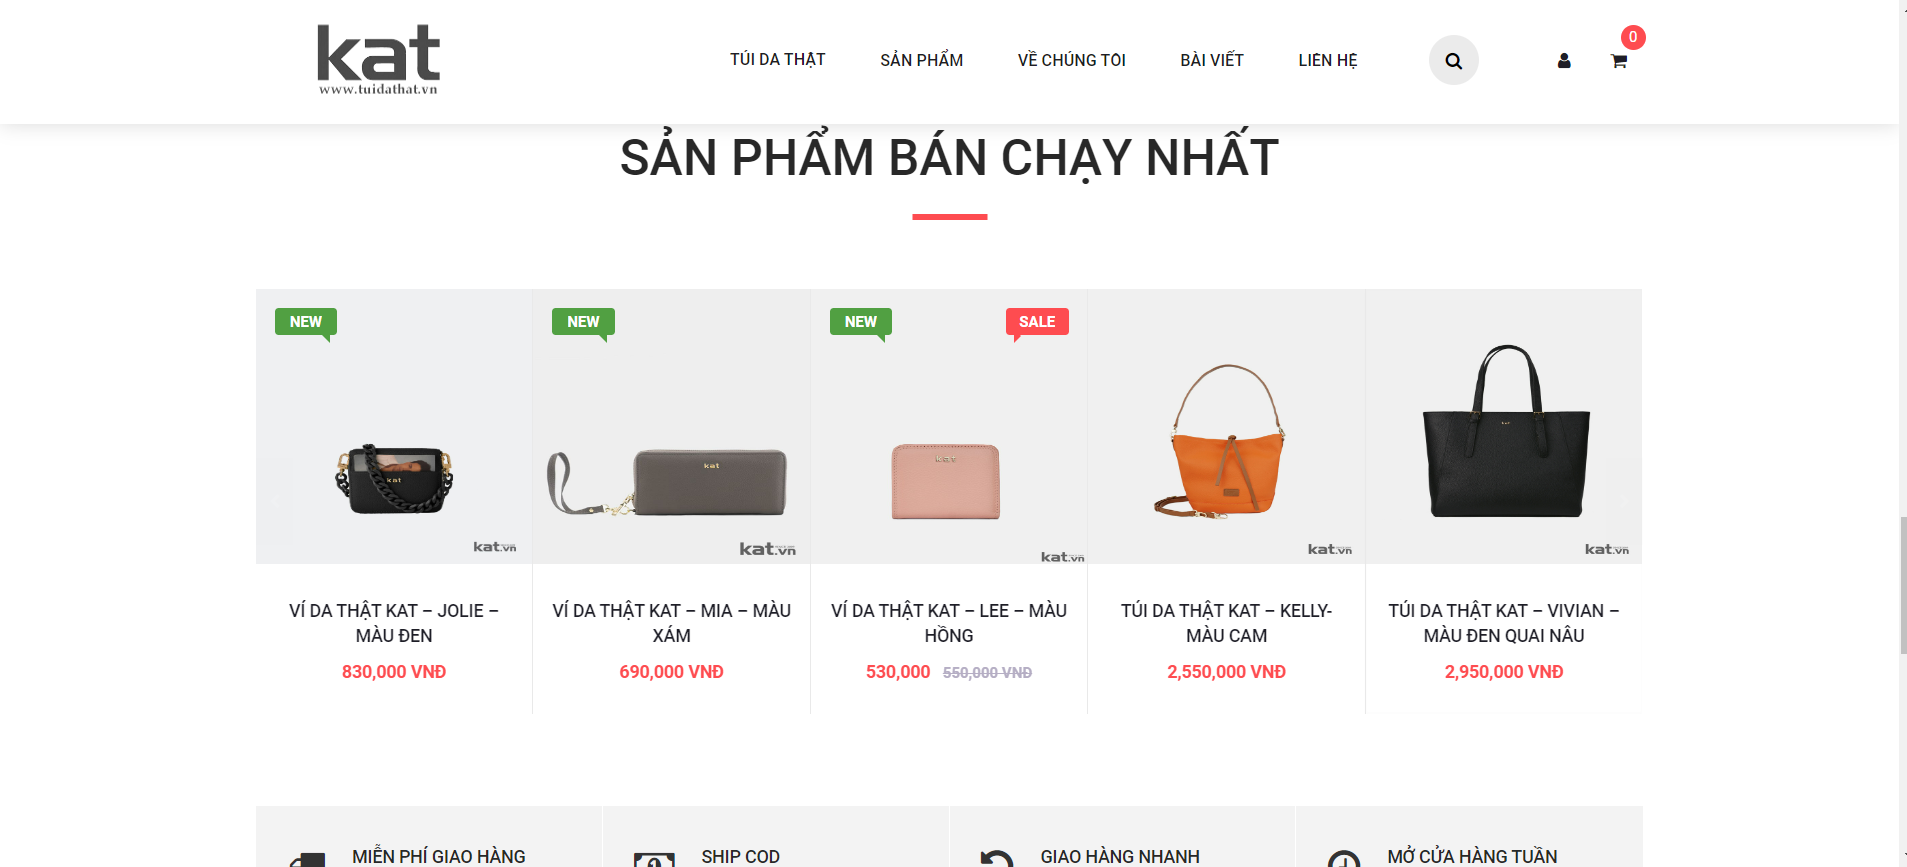 kat
www.tuidathat.vn
TÚI DA THẬT
SẢN PHẨM
VỀ CHÚNG TÔI
BÀI VIẾT
LIÊN HỆ
0
SẢN PHẨM BÁN CHẠY NHẤT
NEW
NEW
NEW
SALE
kat
kat
kat
kat
kat.vn
kat.vn
kat.vn
kat.vn
kat.vn
VÍ DA THẬT KAT – JOLIE –
MÀU ĐEN
830,000 VNĐ
VÍ DA THẬT KAT – MIA – MÀU
XÁM
690,000 VNĐ
VÍ DA THẬT KAT – LEE – MÀU
HỒNG
530,000 550,000 VNĐ
TÚI DA THẬT KAT – KELLY-
MÀU CAM
2,550,000 VNĐ
TÚI DA THẬT KAT – VIVIAN –
MÀU ĐEN QUAI NÂU
2,950,000 VNĐ
MIỄN PHÍ GIAO HÀNG
SHIP COD
GIAO HÀNG NHANH
MỞ CỬA HÀNG TUẦN